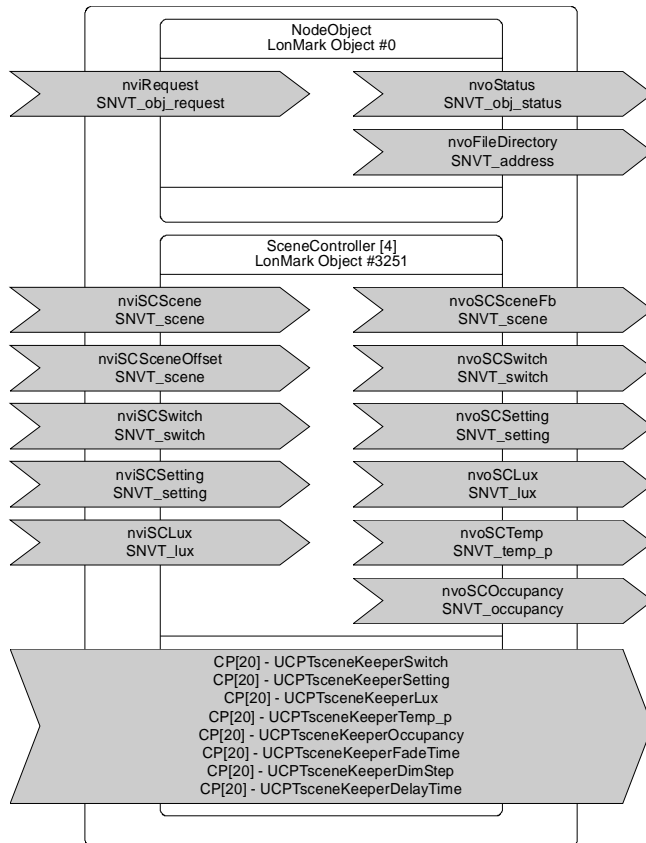 NodeObject
LonMark Object #0
nviRequest
SNVT_obj_request
nvoStatus
SNVT_obj_status
nvoFileDirectory
SNVT_address
SceneController [4]
LonMark Object #3251
nviSCScene
SNVT_scene
nvoSCSceneFb
SNVT_scene
nviSCSceneOffset
SNVT_scene
nvoSCSwitch
SNVT_switch
nviSCSwitch
SNVT_switch
nvoSCSetting
SNVT_setting
nviSCSetting
SNVT_setting
nvoSCLux
SNVT_lux
nviSCLux
SNVT_lux
nvoSCTemp
SNVT_temp_p
nvoSCOccupancy
SNVT_occupancy
CP[20] - UCPTsceneKeeperSwitch
CP[20] - UCPTsceneKeeperSetting
CP[20] - UCPTsceneKeeperLux
CP[20] - UCPTsceneKeeperTemp_p
CP[20] - UCPTsceneKeeperOccupancy
CP[20] - UCPTsceneKeeperFadeTime
CP[20] - UCPTsceneKeeperDimStep
CP[20] - UCPTsceneKeeperDelayTime